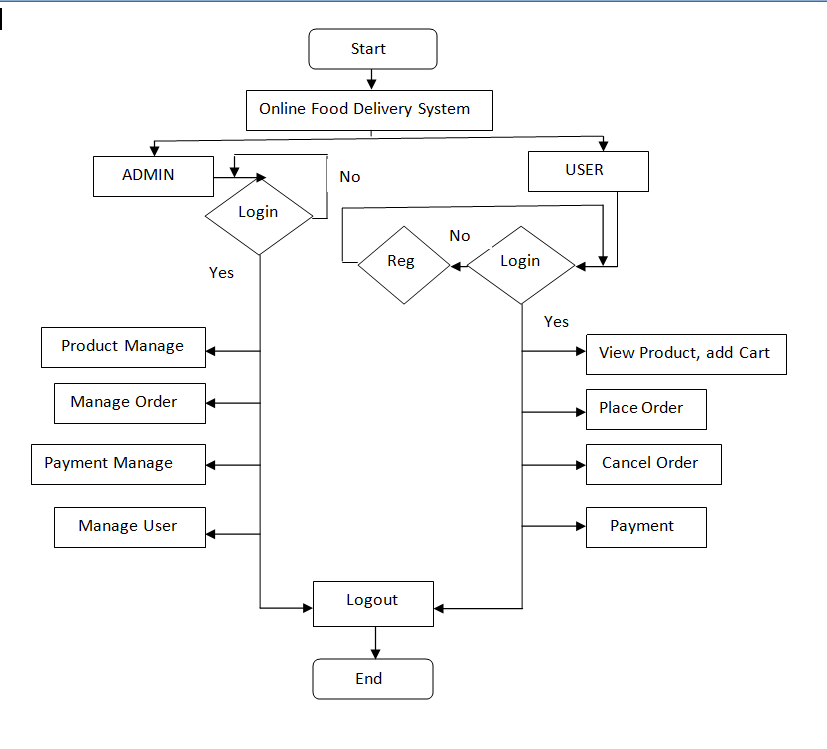 Start
Online Food Delivery System
ADMIN
USER
No
Login
No
Reg
Login
Yes
Yes
Product Manage
View Product, add Cart
Manage Order
Place Order
Payment Manage
Cancel Order
Manage User
Payment
Logout
End